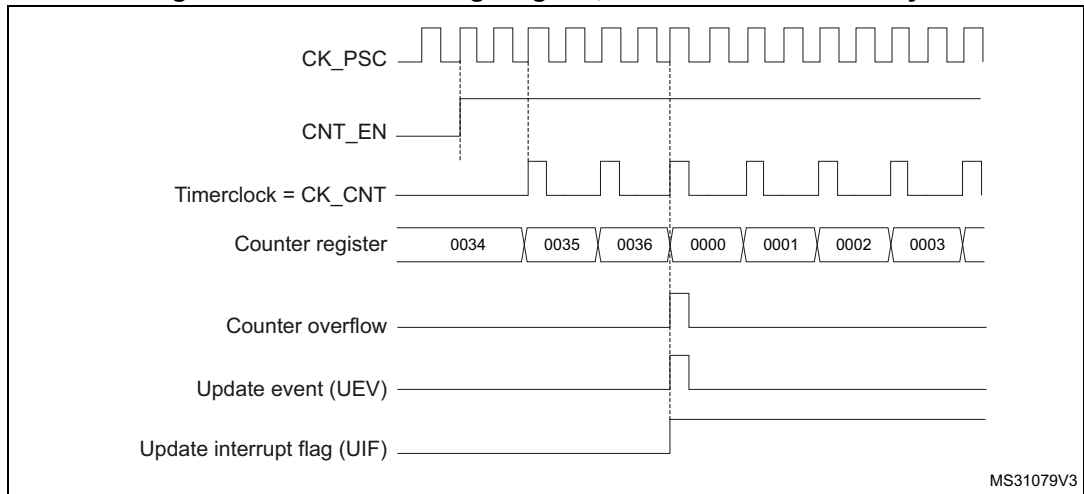 CK_PSC
CNT_EN
Timerclock = CK_CNT
Counter register 0034 0035 0036 0000 0001 0002 0003
Counter overflow
Update event (UEV)
Update interrupt flag (UIF)
MS31079V3